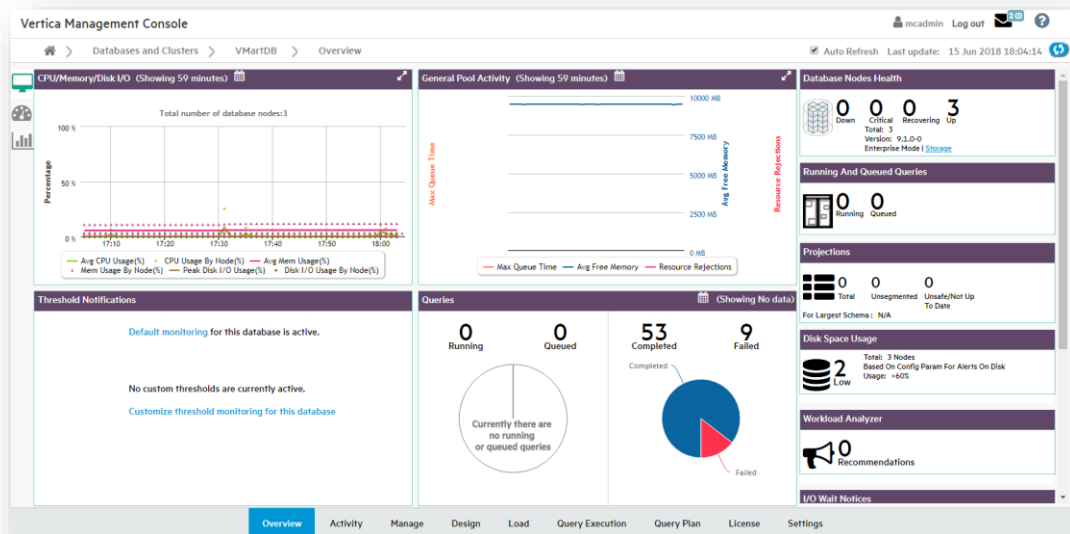 Vertica Management Console
mcadmin Log out
Databases and Clusters > VMartDB > Overview
Auto Refresh Last update: 15 Jun 2018 18:04:14
CPU/Memory/Disk I/O (Showing 59 minutes)
Total number of database nodes:3
100 %
50 %
0 %
Percentage
17:10 17:20 17:30 17:40 17:50 18:00
Avg CPU Usage(%) CPU Usage By Node(%) Avg Mem Usage(%)
Mem Usage By Node(%) Peak Disk I/O Usage(%) Disk I/O Usage By Node(%)
General Pool Activity (Showing 59 minutes)
10000 MB
7500 MB
5000 MB
2500 MB
0 MB
Max Queue Time
Avg Free Memory
Resource Rejections
Max Queue Time Avg Free Memory Resource Rejections
Database Nodes Health
0 0 0 3
Down Critical Recovering Up
Total: 3
Version: 9.1.0-0
Enterprise Mode | Storage
Running And Queued Queries
0 0
Running Queued
Projections
0 0 0
Total Unsegmented Unsafe/Not Up
To Date
For Largest Schema : N/A
Threshold Notifications
Default monitoring for this database is active.
No custom thresholds are currently active.
Customize threshold monitoring for this database
Queries (Showing No data)
0 0 53 9
Running Queued Completed Failed
Currently there are
no running
or queued queries
Completed
Failed
Disk Space Usage
2
Low
Total: 3 Nodes
Based On Config Param For Alerts On Disk
Usage: >60%
Workload Analyzer
0
Recommendations
I/O Wait Notices
Overview Activity Manage Design Load Query Execution Query Plan License Settings